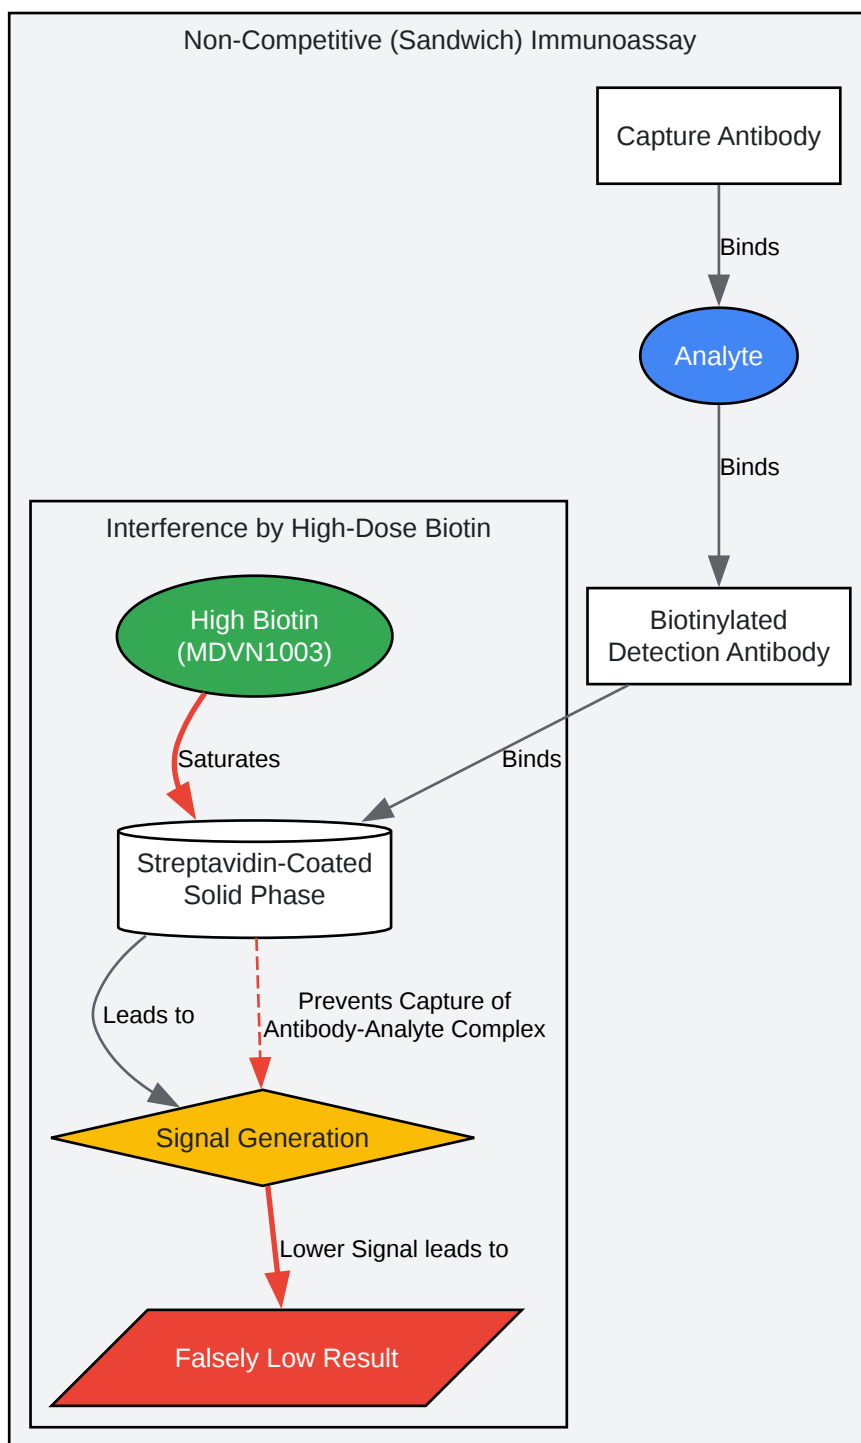 Non-Competitive (Sandwich) Immunoassay
Capture Antibody
Binds
Analyte
Binds
Interference by High-Dose Biotin
High Biotin
(MDVN1003)
Biotinylated
Detection Antibody
Saturates
Binds
Streptavidin-Coated
Solid Phase
Leads to
Prevents Capture of
Antibody-Analyte Complex
Signal Generation
Lower Signal leads to
Falsely Low Result